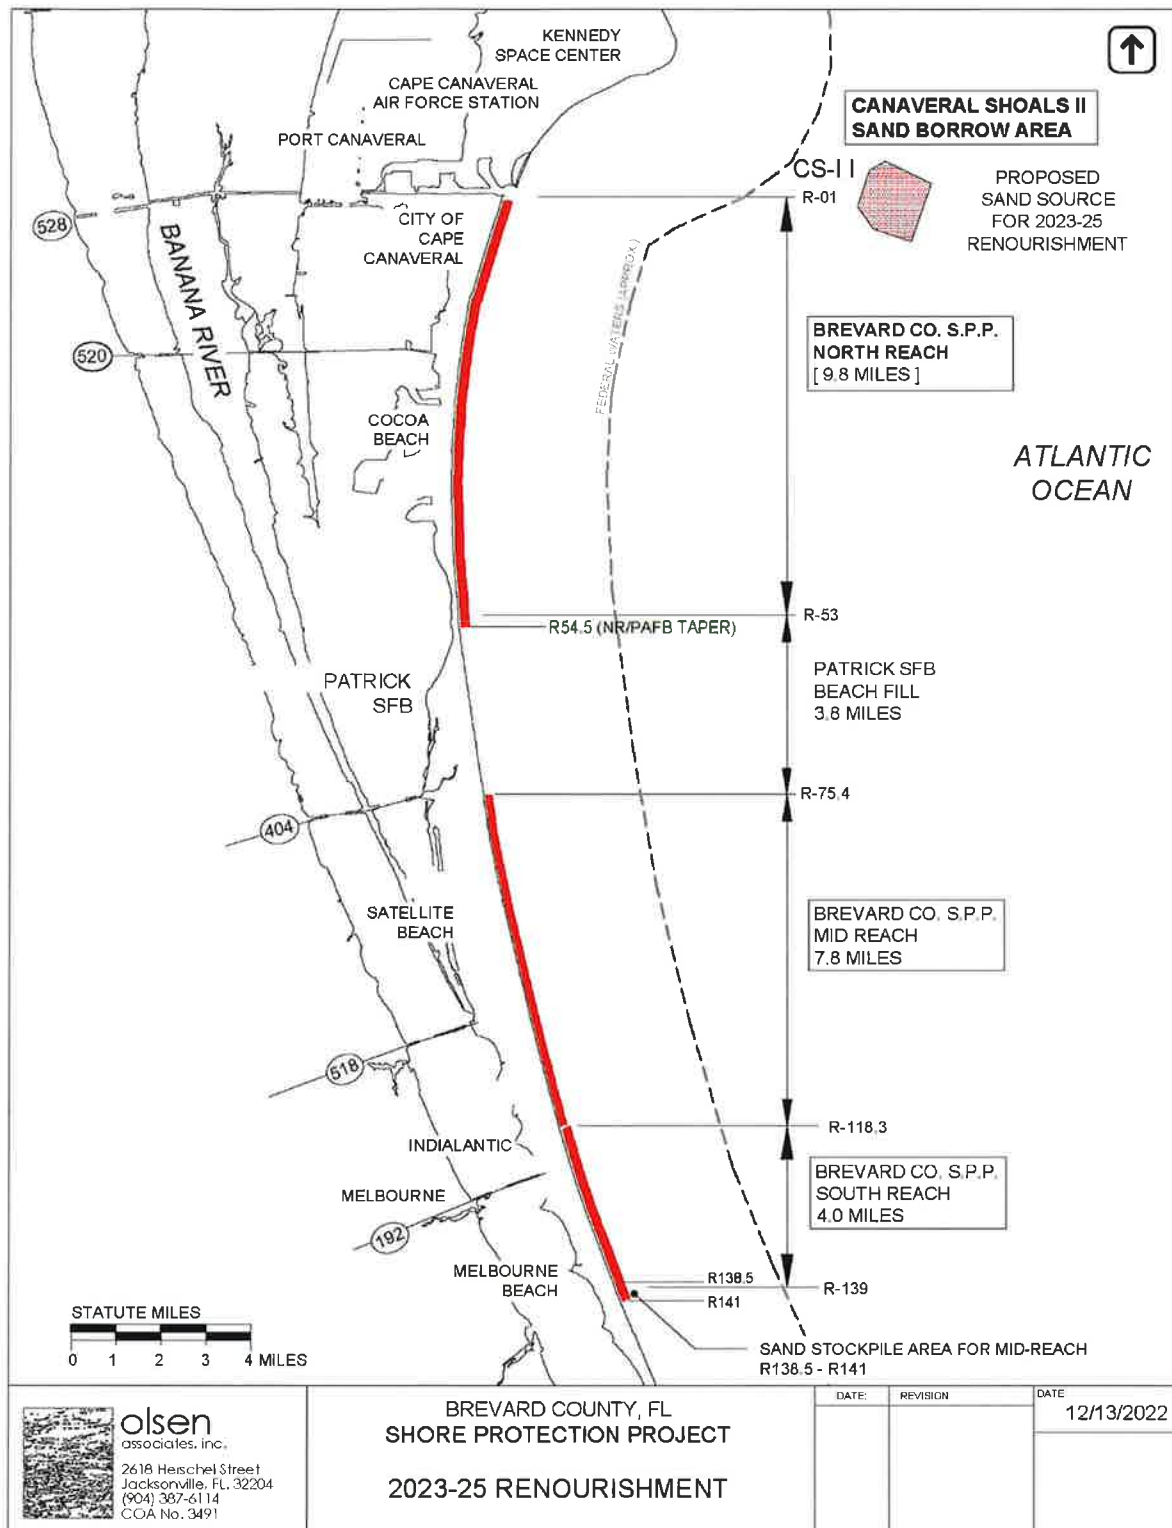 KENNEDY
SPACE CENTER
CAPE CANAVERAL
AIR FORCE STATION
PORT CANAVERAL
CANAVERAL SHOALS II
SAND BORROW AREA
CS-II
R-01
PROPOSED
SAND SOURCE
FOR 2023-25
RENOURISHMENT
528
BANANA RIVER
CITY OF
CAPE
CANAVERAL
FEDERAL WATERS (APPROX.)
BREVARD CO. S.P.P.
NORTH REACH
[ 9.8 MILES ]
520
COCOA
BEACH
ATLANTIC
OCEAN
R-53
R54.5 (NR/PAFB TAPER)
PATRICK
SFB
PATRICK SFB
BEACH FILL
3.8 MILES
R-75.4
404
SATELLITE
BEACH
BREVARD CO. S.P.P.
MID REACH
7.8 MILES
518
R-118.3
INDIALANTIC
MELBOURNE
192
BREVARD CO. S.P.P.
SOUTH REACH
4.0 MILES
MELBOURNE
BEACH
R138.5
R-139
R141
SAND STOCKPILE AREA FOR MID-REACH
R138.5 - R141
STATUTE MILES
0 1 2 3 4 MILES
olsen
associates, inc.
2618 Herschel Street
Jacksonville, FL. 32204
(904) 387-6114
COA No. 3491
BREVARD COUNTY, FL
SHORE PROTECTION PROJECT
2023-25 RENOURISHMENT
DATE:
REVISION
DATE
12/13/2022